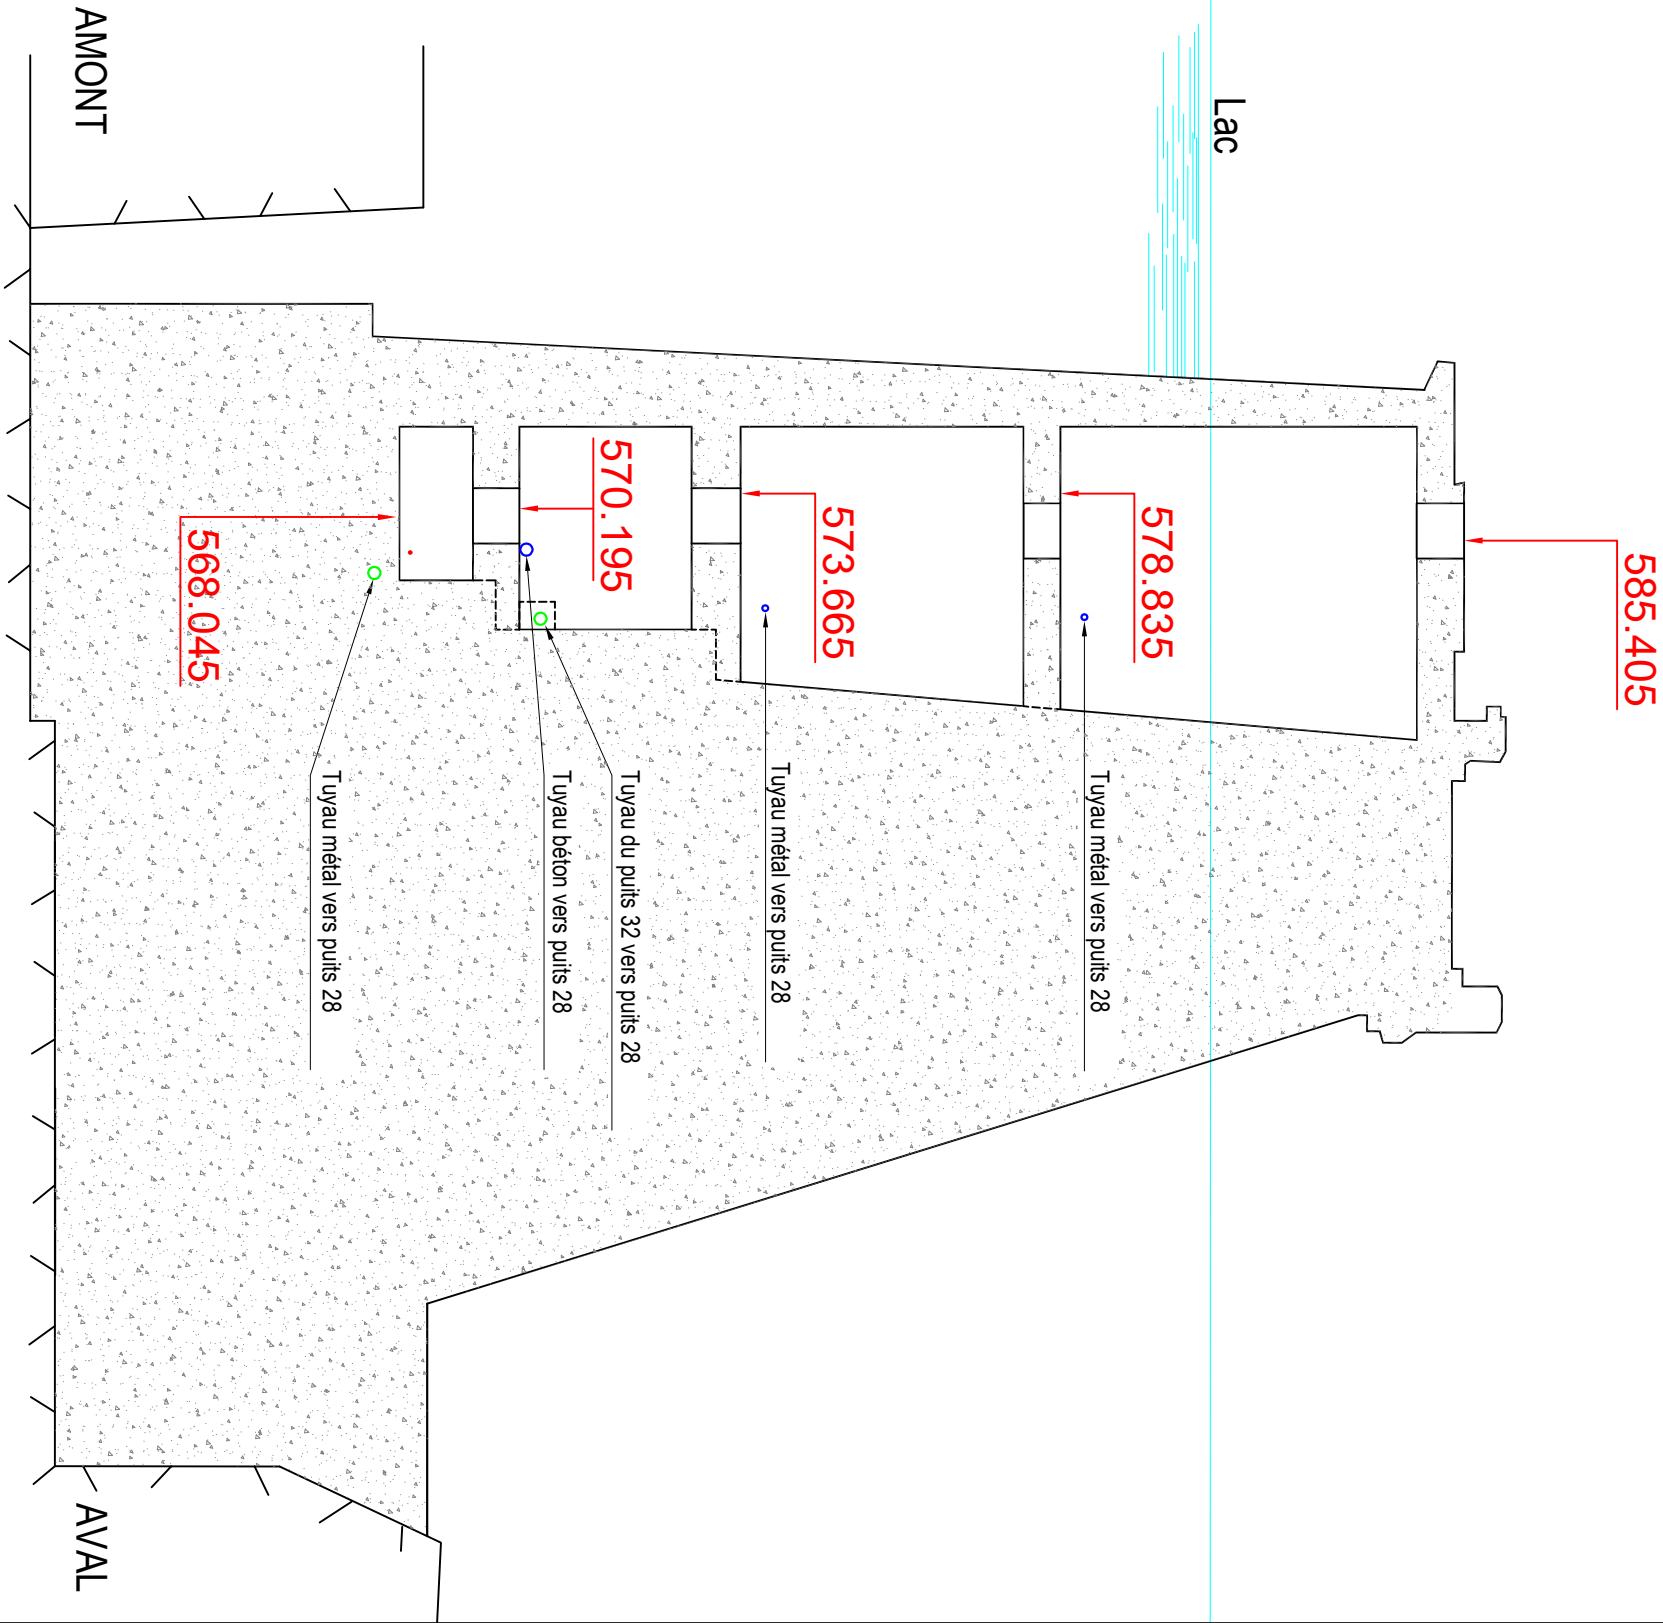 585.405
Lac
578.835
Tuyau métal vers puits 28
573.665
Tuyau métal vers puits 28
570.195
Tuyau du puits 32 vers puits 28
Tuyau béton vers puits 28
568.045
Tuyau métal vers puits 28
AMONT
AVAL